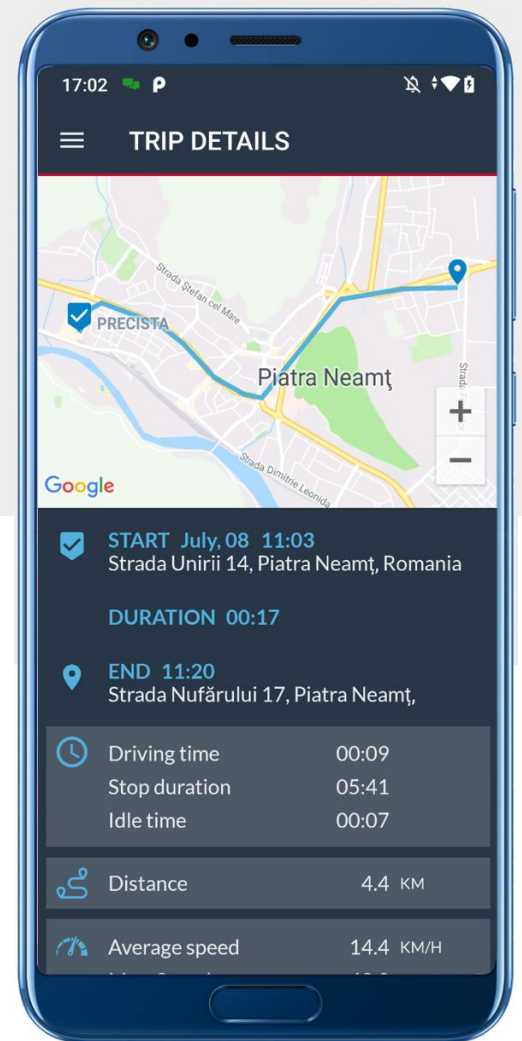 17:02
TRIP DETAILS
Strada Ştefan cel Mare
PRECISTA
Piatra Neamţ
Strada
+
−
Strada Dimitrie Leonida
Google
START July, 08 11:03
Strada Unirii 14, Piatra Neamţ, Romania
DURATION 00:17
END 11:20
Strada Nufărului 17, Piatra Neamţ,
Driving time 00:09
Stop duration 05:41
Idle time 00:07
Distance 4.4 KM
Average speed 14.4 KM/H